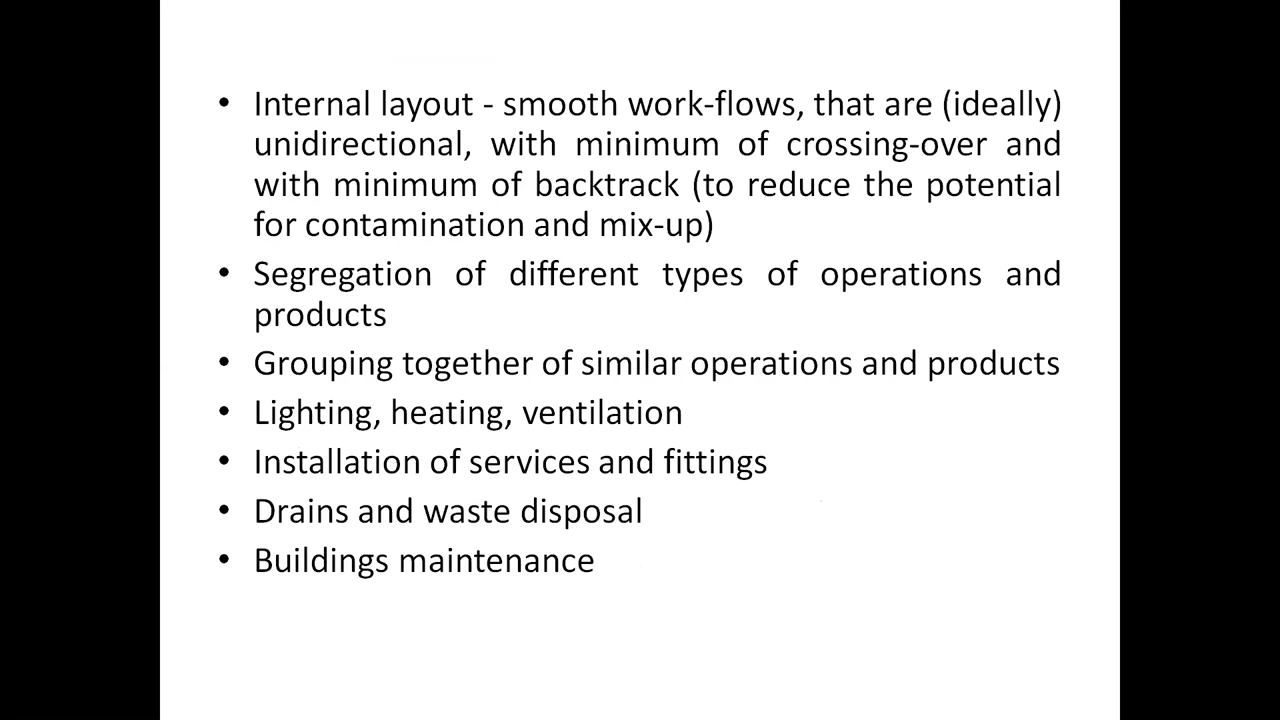 • Internal layout - smooth work-flows, that are (ideally)
unidirectional, with minimum of crossing-over and
with minimum of backtrack (to reduce the potential
for contamination and mix-up)
• Segregation of different types of operations and
products
• Grouping together of similar operations and products
• Lighting, heating, ventilation
• Installation of services and fittings
• Drains and waste disposal
• Buildings maintenance